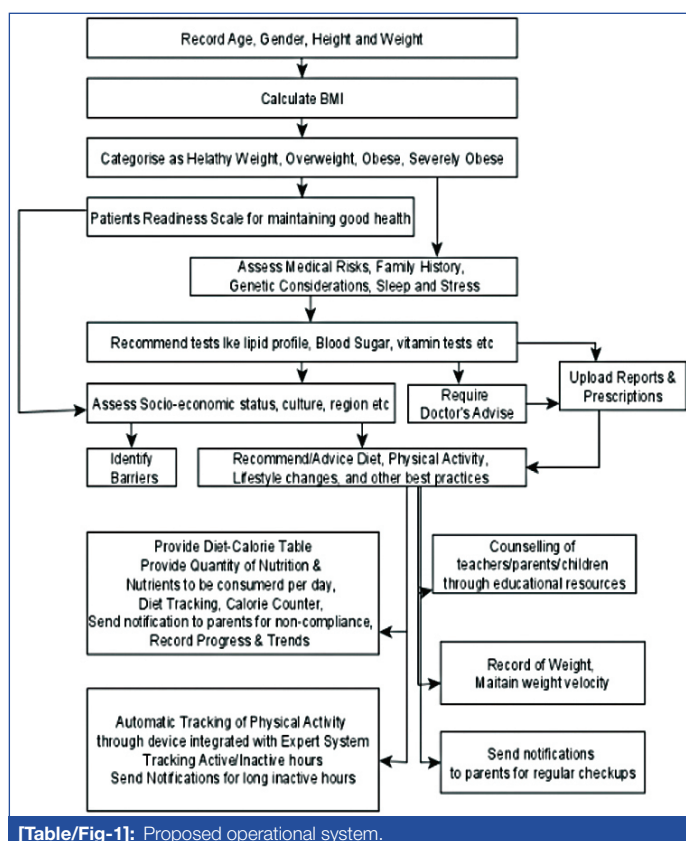 Record Age, Gender, Height and Weight
Calculate BMI
Categorise as Helathy Weight, Overweight, Obese, Severely Obese
Patients Readiness Scale for maintaining good health
Assess Medical Risks, Family History,
Genetic Considerations, Sleep and Stress
Recommend tests lke lipid profile, Blood Sugar, vitamin tests etc
Upload Reports &
Prescriptions
Require
Doctor's Advise
Assess Socio-economic status, culture, region etc
Identify
Barriers
Recommend/Advice Diet, Physical Activity,
Lifestyle changes, and other best practices
Provide Diet-Calorie Table
Provide Quantity of Nutrition &
Nutrients to be consumerd per day,
Diet Tracking, Calorie Counter,
Send notification to parents for non-compliance,
Record Progress & Trends
Counselling of
teachers/parents/children
through educational resources
Record of Weight,
Maitain weight velocity
Automatic Tracking of Physical Activity
through device integrated with Expert System
Tracking Active/Inactive hours
Send Notifications for long inactive hours
Send notifications
to parents for regular checkups
[Table/Fig-1]: Proposed operational system.